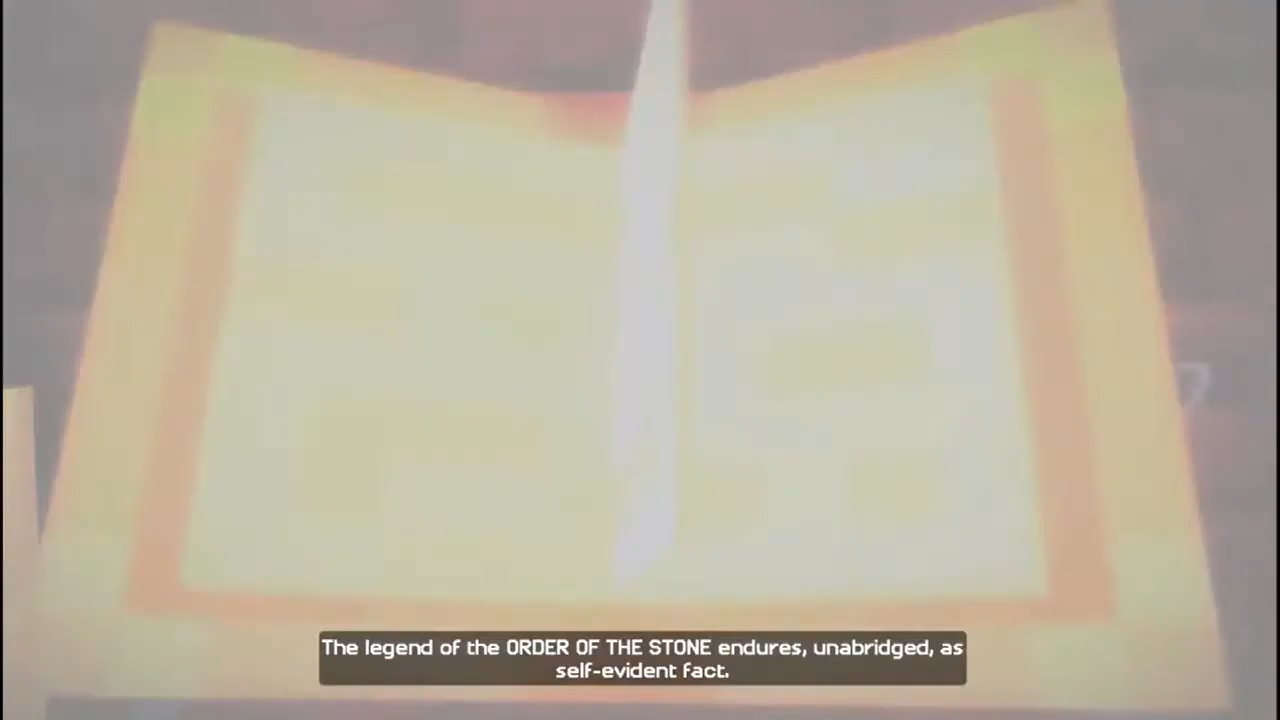 The legend of the ORDER OF THE STONE endures, unabridged, as
self-evident fact.